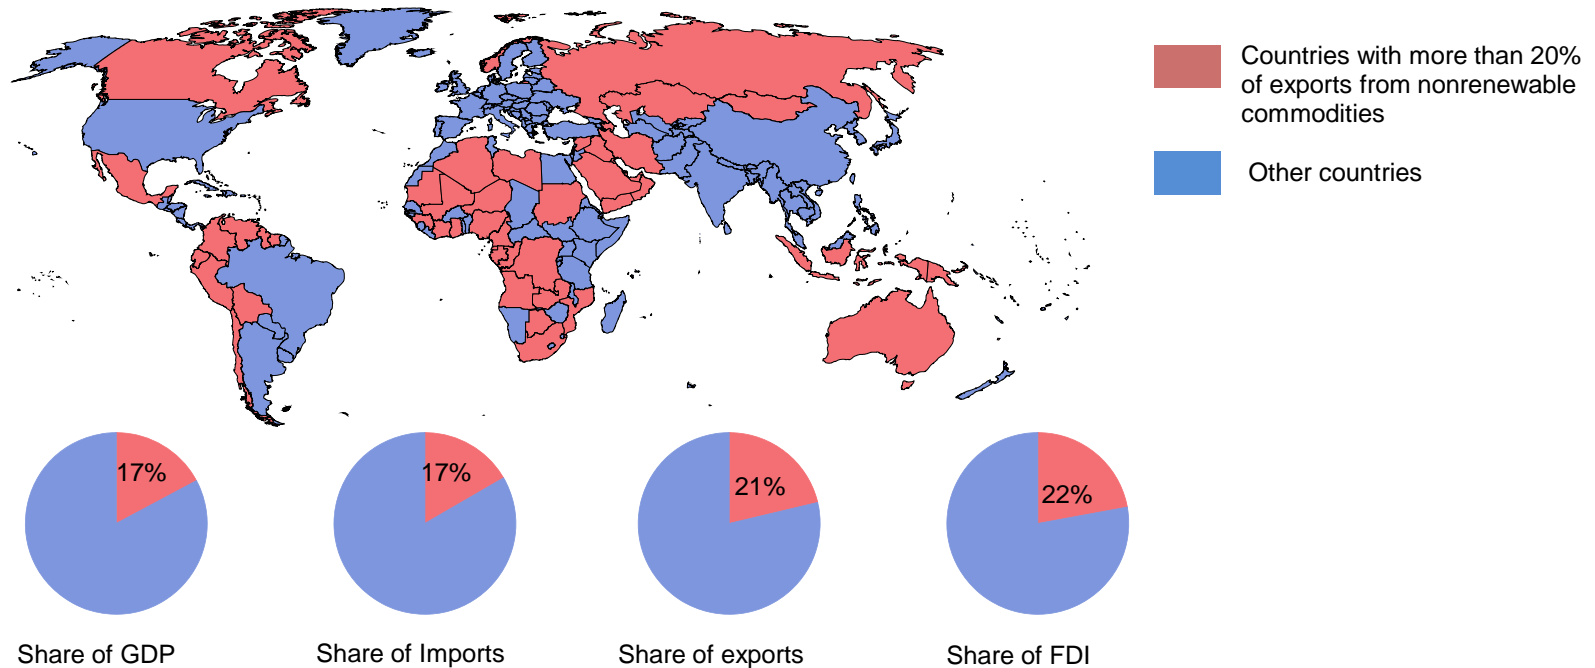 Countries with more than 20%
of exports from nonrenewable
commodities
Other countries
17%
17%
21%
22%
Share of GDP
Share of Imports
Share of exports
Share of FDI